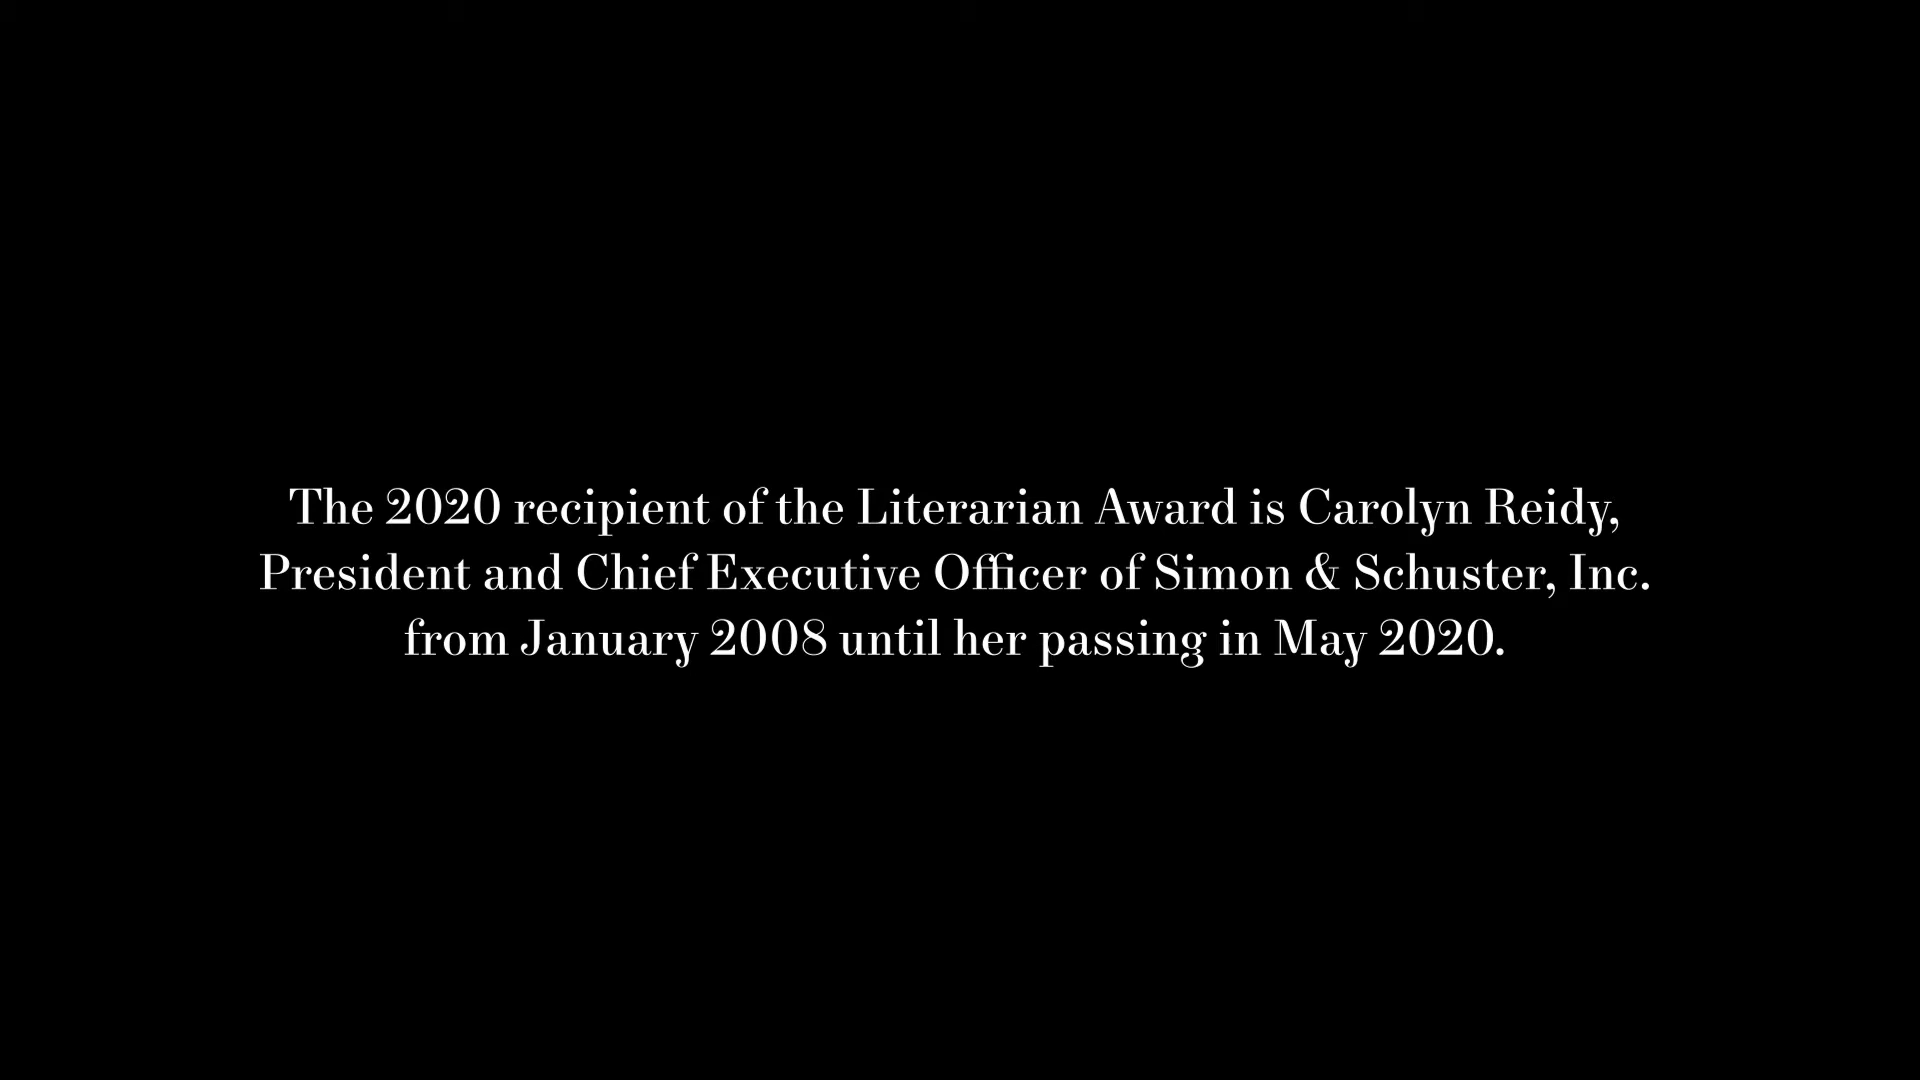 The 2020 recipient of the Literarian Award is Carolyn Reidy,
President and Chief Executive Officer of Simon & Schuster, Inc.
from January 2008 until her passing in May 2020.